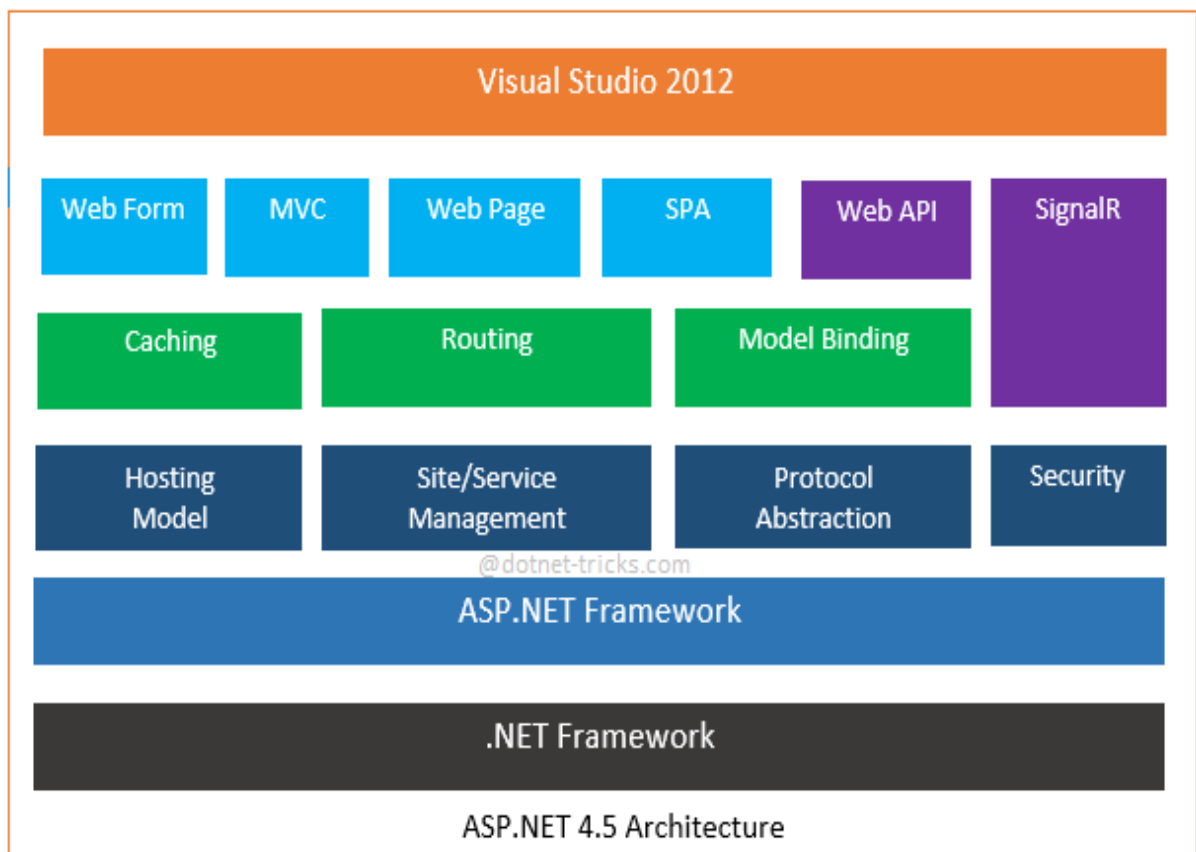 Visual Studio 2012
Web Form
MVC
Web Page
SPA
Web API
SignalR
Caching
Routing
Model Binding
Hosting
Model
Site/Service
Management
Protocol
Abstraction
Security
@dotnet-tricks.com
ASP.NET Framework
.NET Framework
ASP.NET 4.5 Architecture